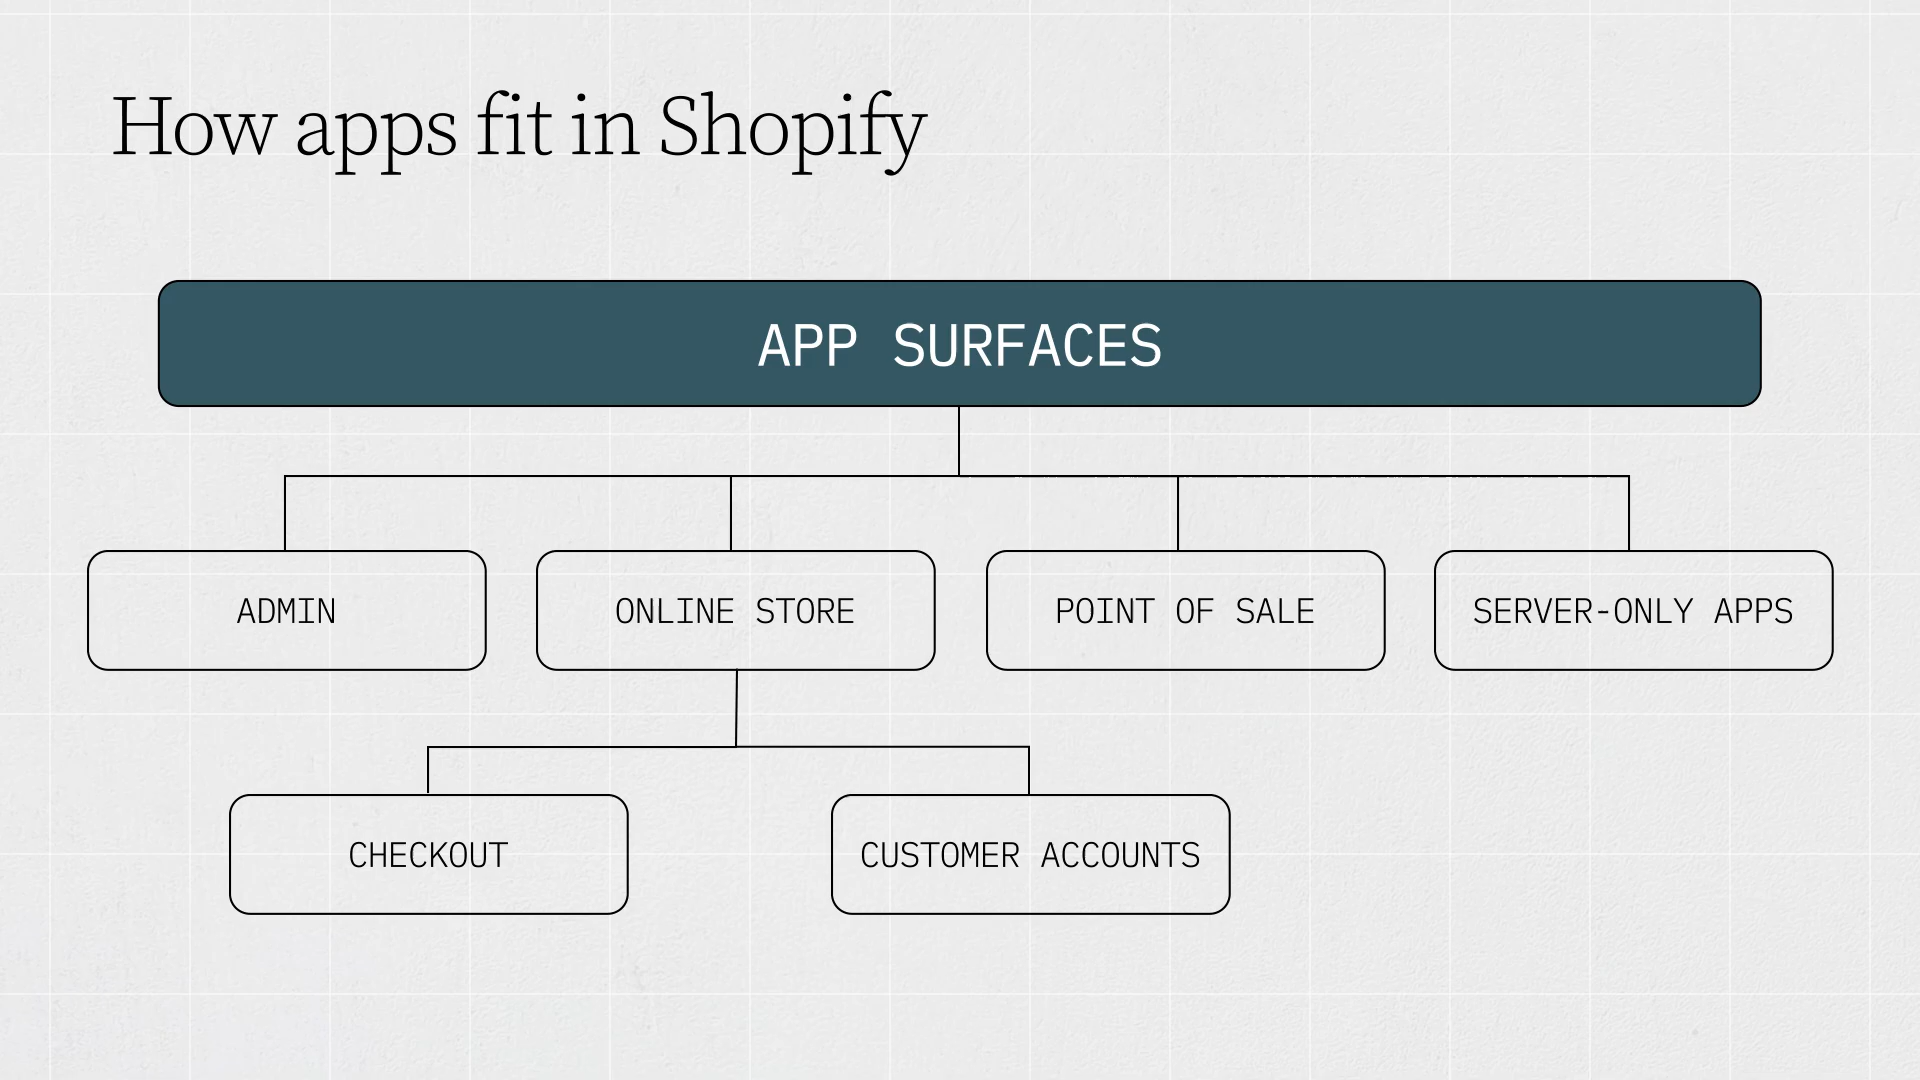 How apps fit in Shopify
APP SURFACES
ADMIN
ONLINE STORE
POINT OF SALE
SERVER-ONLY APPS
CHECKOUT
CUSTOMER ACCOUNTS